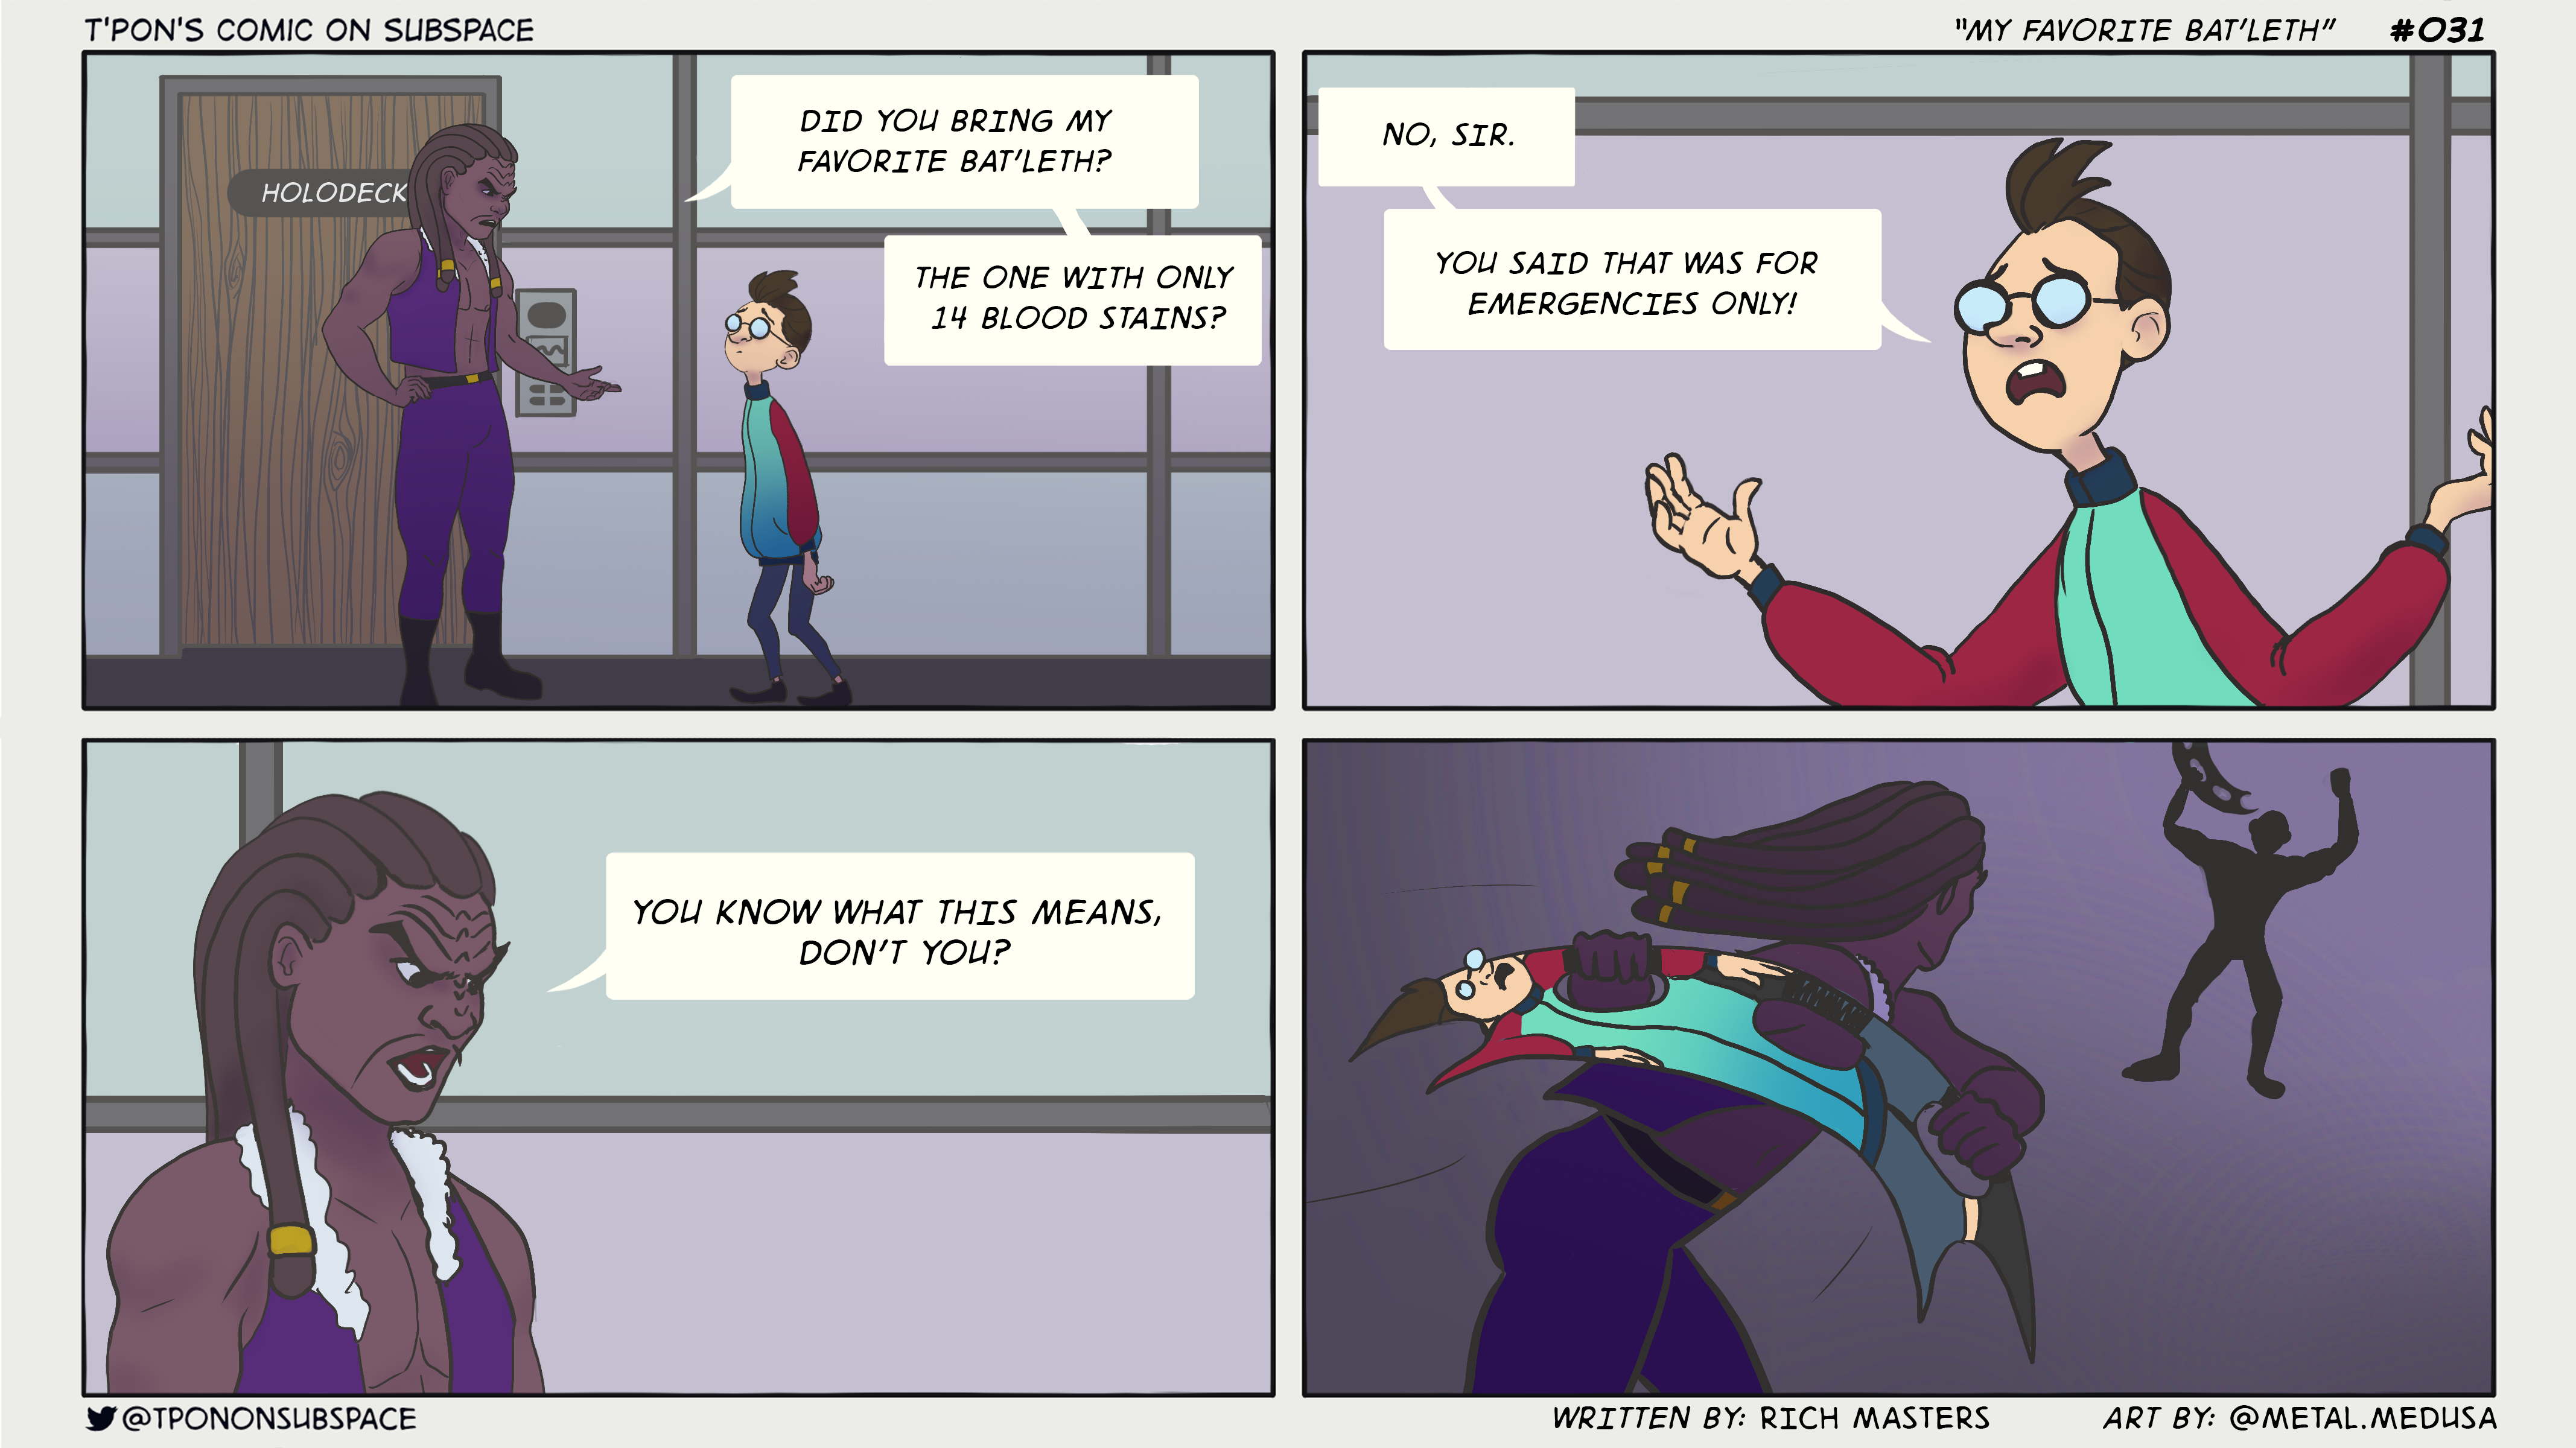 T'PON'S COMIC ON SUBSPACE
"MY FAVORITE BAT'LETH" #031
HOLODECK
DID YOU BRING MY
FAVORITE BAT'LETH?
THE ONE WITH ONLY
14 BLOOD STAINS?
NO, SIR.
YOU SAID THAT WAS FOR
EMERGENCIES ONLY!
YOU KNOW WHAT THIS MEANS,
DON'T YOU?
@TPONONSUBSPACE
WRITTEN BY: RICH MASTERS
ART BY: @METAL.MEDUSA